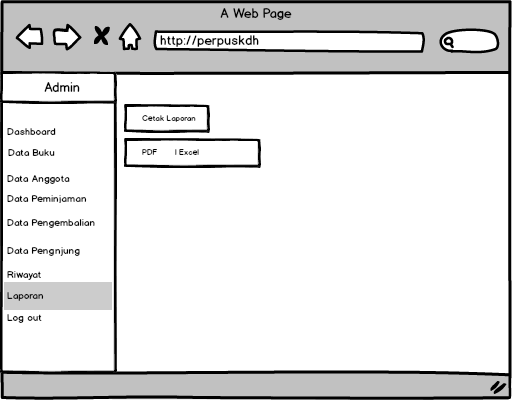 A Web Page
http://perpuskdh
Admin
Dashboard
Data Buku
Data Anggota
Data Peminjaman
Data Pengembalian
Data Pengnjung
Riwayat
Laporan
Log out
Cetak Laporan
PDF | Excel